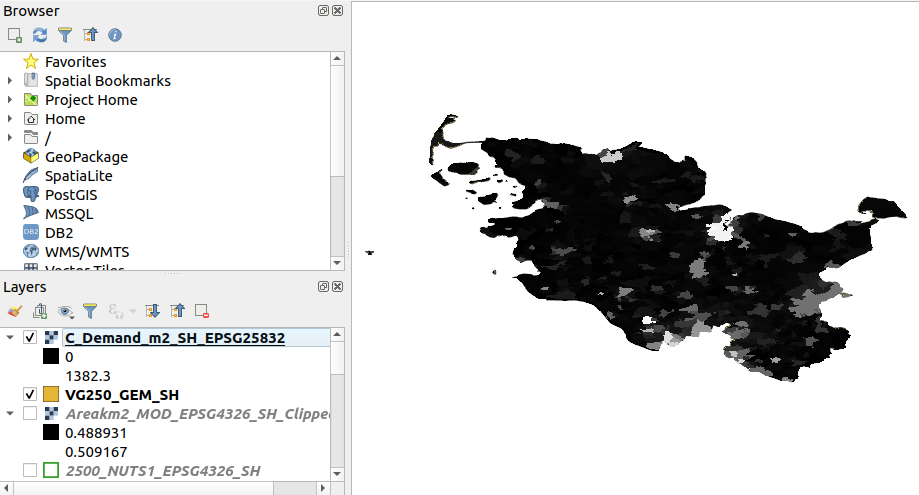 Browser
Favorites
Spatial Bookmarks
Project Home
Home
/
GeoPackage
SpatiaLite
PostGIS
MSSQL
DB2
DB2
WMS/WMTS
Vector Tiles
Layers
C_Demand_m2_SH_EPSG25832
0
1382.3
VG250_GEM_SH
Areakm2_MOD_EPSG4326_SH_Clipped
0.488931
0.509167
2500_NUTS1_EPSG4326_SH